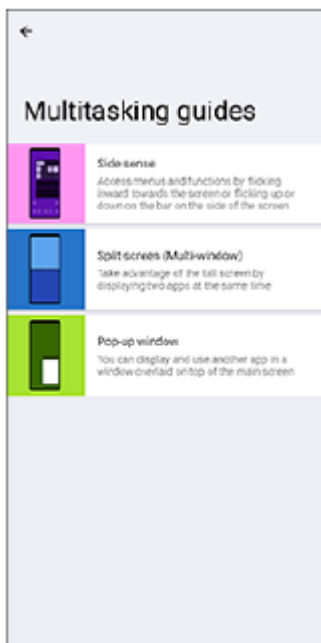 Multitasking guides
Side sense
Access menus and functions by flicking
inward towards the screen or flicking up or
down on the bar on the side of the screen
Split-screen (Multi-window)
Take advantage of the tall screen by
displaying two apps at the same time
Pop-up window
You can display and use another app in a
window overlaid on top of the main screen